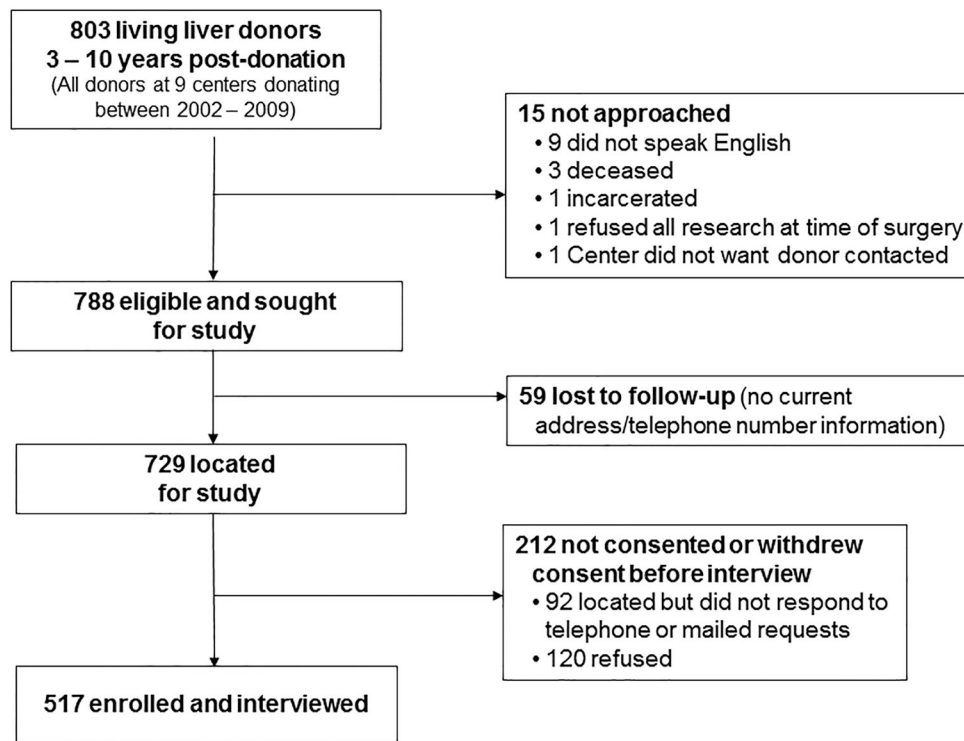 803 living liver donors
3 – 10 years post-donation
(All donors at 9 centers donating
between 2002 – 2009)
15 not approached
• 9 did not speak English
• 3 deceased
• 1 incarcerated
• 1 refused all research at time of surgery
• 1 Center did not want donor contacted
788 eligible and sought
for study
59 lost to follow-up (no current
address/telephone number information)
729 located
for study
212 not consented or withdrew
consent before interview
• 92 located but did not respond to
telephone or mailed requests
• 120 refused
517 enrolled and interviewed